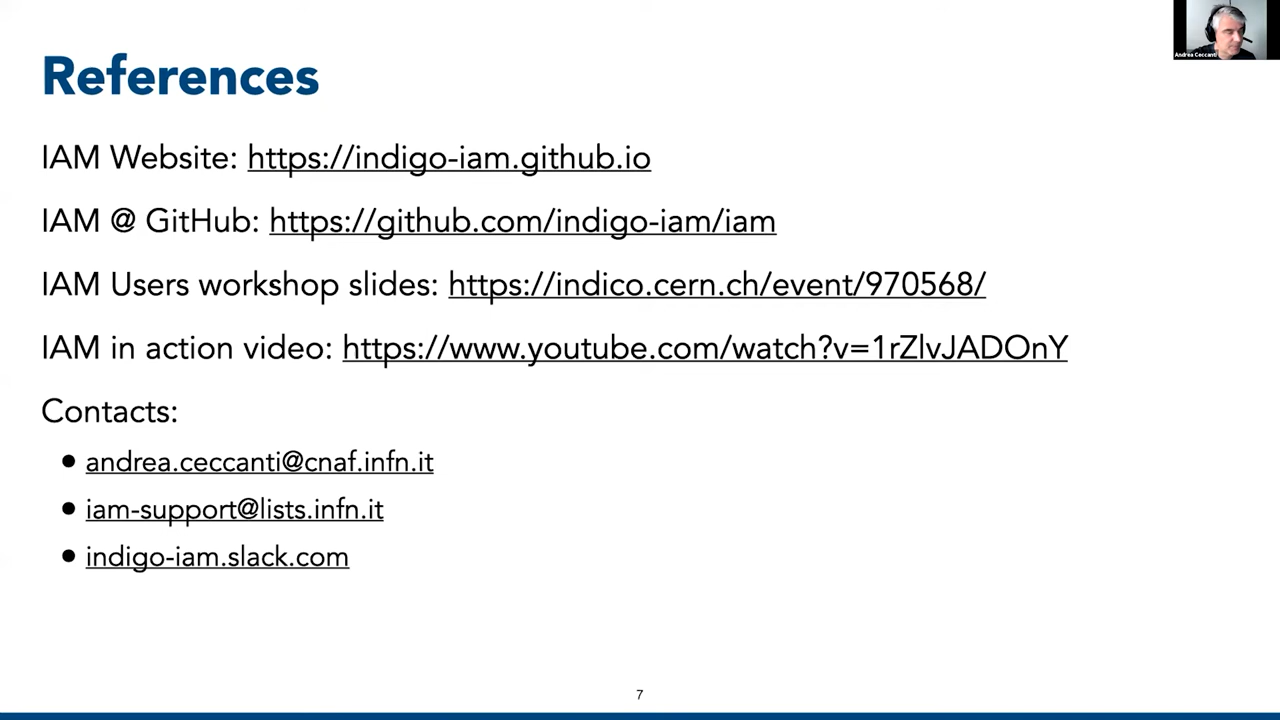 Andrea Ceccanti
References
IAM Website: https://indigo-iam.github.io
IAM @ GitHub: https://github.com/indigo-iam/iam
IAM Users workshop slides: https://indico.cern.ch/event/970568/
IAM in action video: https://www.youtube.com/watch?v=1rZlvJADOnY
Contacts:
• andrea.ceccanti@cnaf.infn.it
• iam-support@lists.infn.it
• indigo-iam.slack.com
7